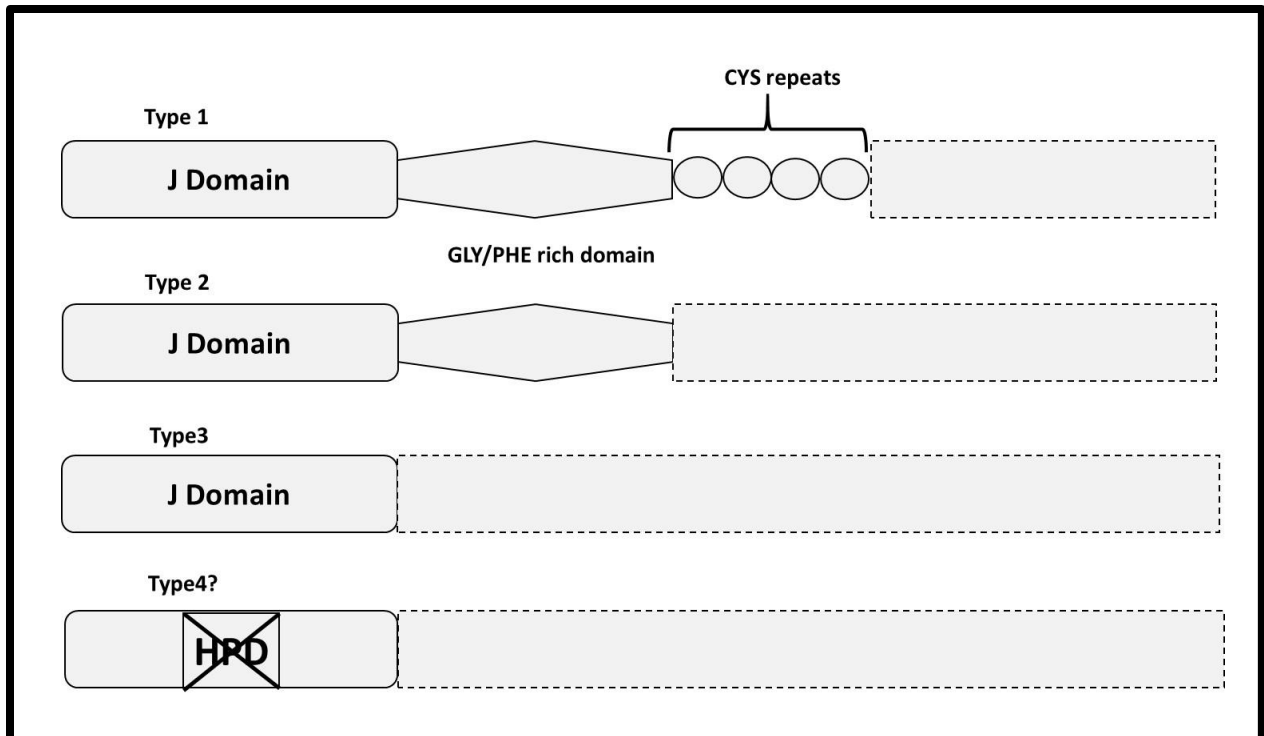 CYS repeats
Type 1
J Domain
GLY/PHE rich domain
Type 2
J Domain
Type3
J Domain
Type4?
HPD